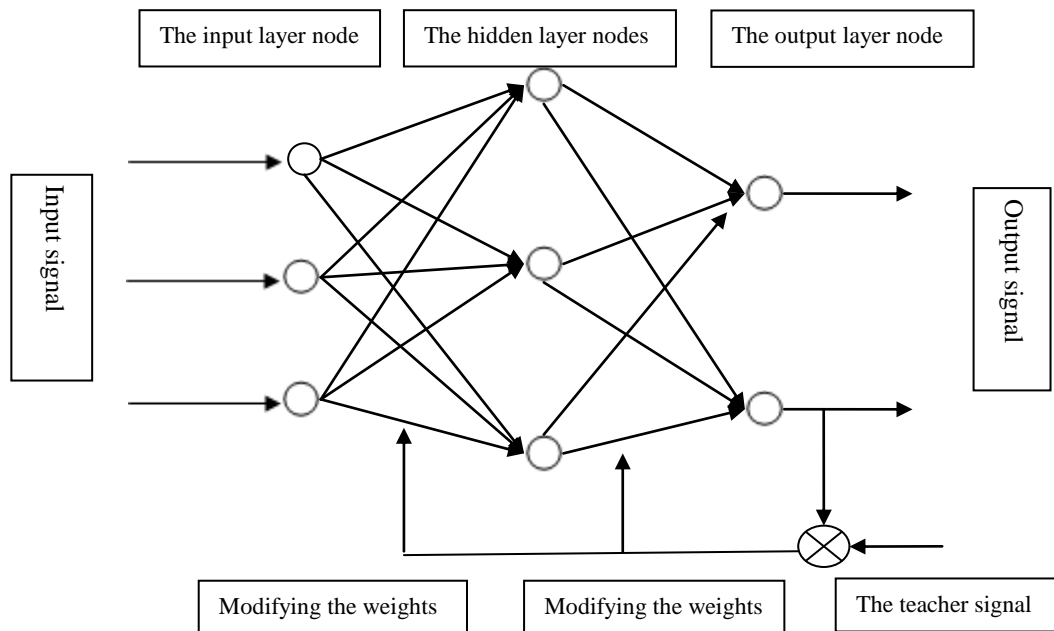 The input layer node
The hidden layer nodes
The output layer node
Input signal
Output signal
Modifying the weights
Modifying the weights
The teacher signal